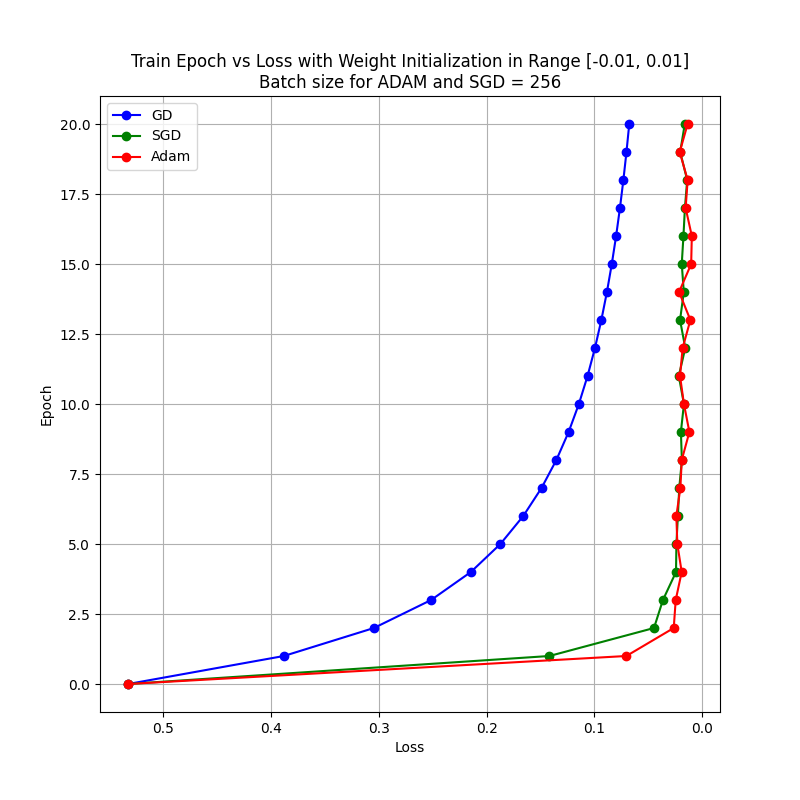 Train Epoch vs Loss with Weight Initialization in Range [-0.01, 0.01]
Batch size for ADAM and SGD = 256
GD
SGD
Adam
20.0
17.5
15.0
12.5
10.0
7.5
5.0
2.5
0.0
Epoch
0.5 0.4 0.3 0.2 0.1 0.0
Loss